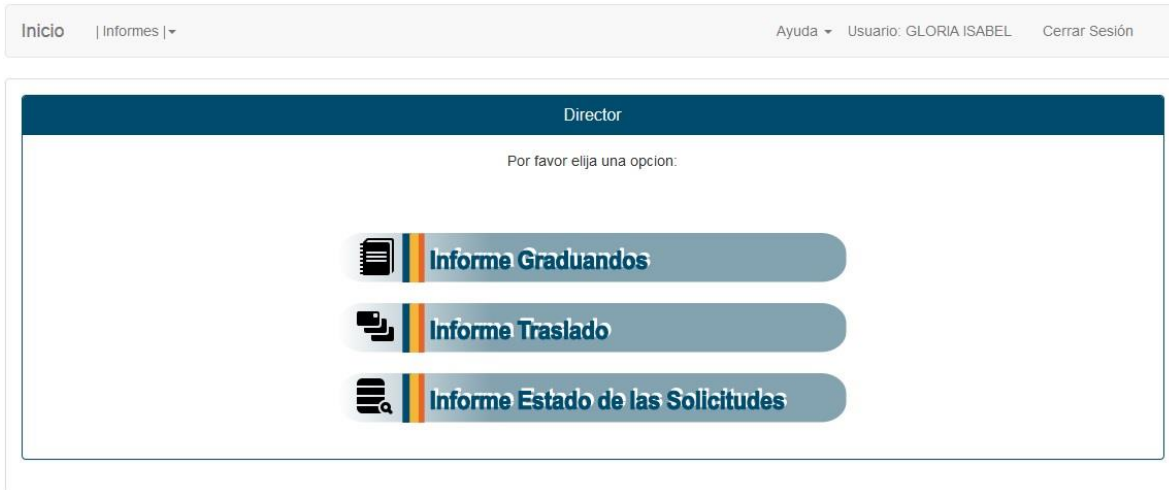 Inicio | Informes | Ayuda Usuario: GLORIA ISABEL Cerrar Sesión
Director
Por favor elija una opcion:
Informe Graduandos
Informe Traslado
Informe Estado de las Solicitudes